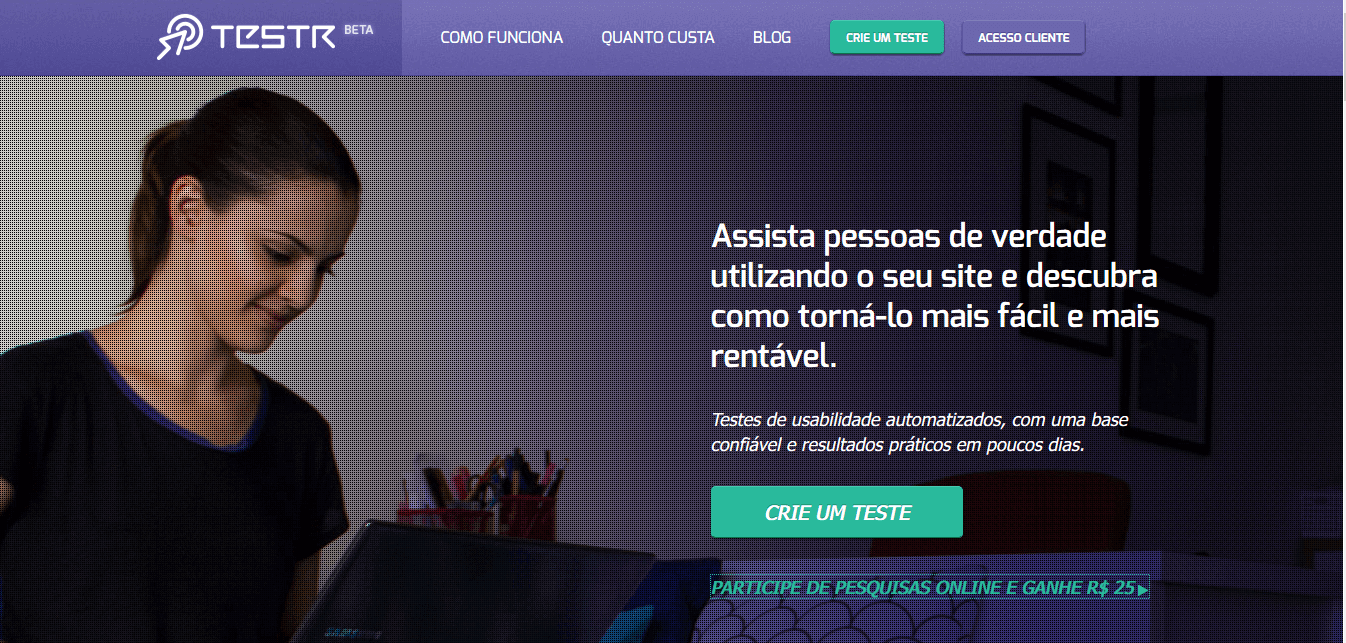 TESTR BETA
COMO FUNCIONA QUANTO CUSTA BLOG CRIE UM TESTE ACESSO CLIENTE
Assista pessoas de verdade
utilizando o seu site e descubra
como torná-lo mais fácil e mais
rentável.
Testes de usabilidade automatizados, com uma base
confiável e resultados práticos em poucos dias.
CRIE UM TESTE
PARTICIPE DE PESQUISAS ONLINE E GANHE R$ 25 ▶
SAMSUNG